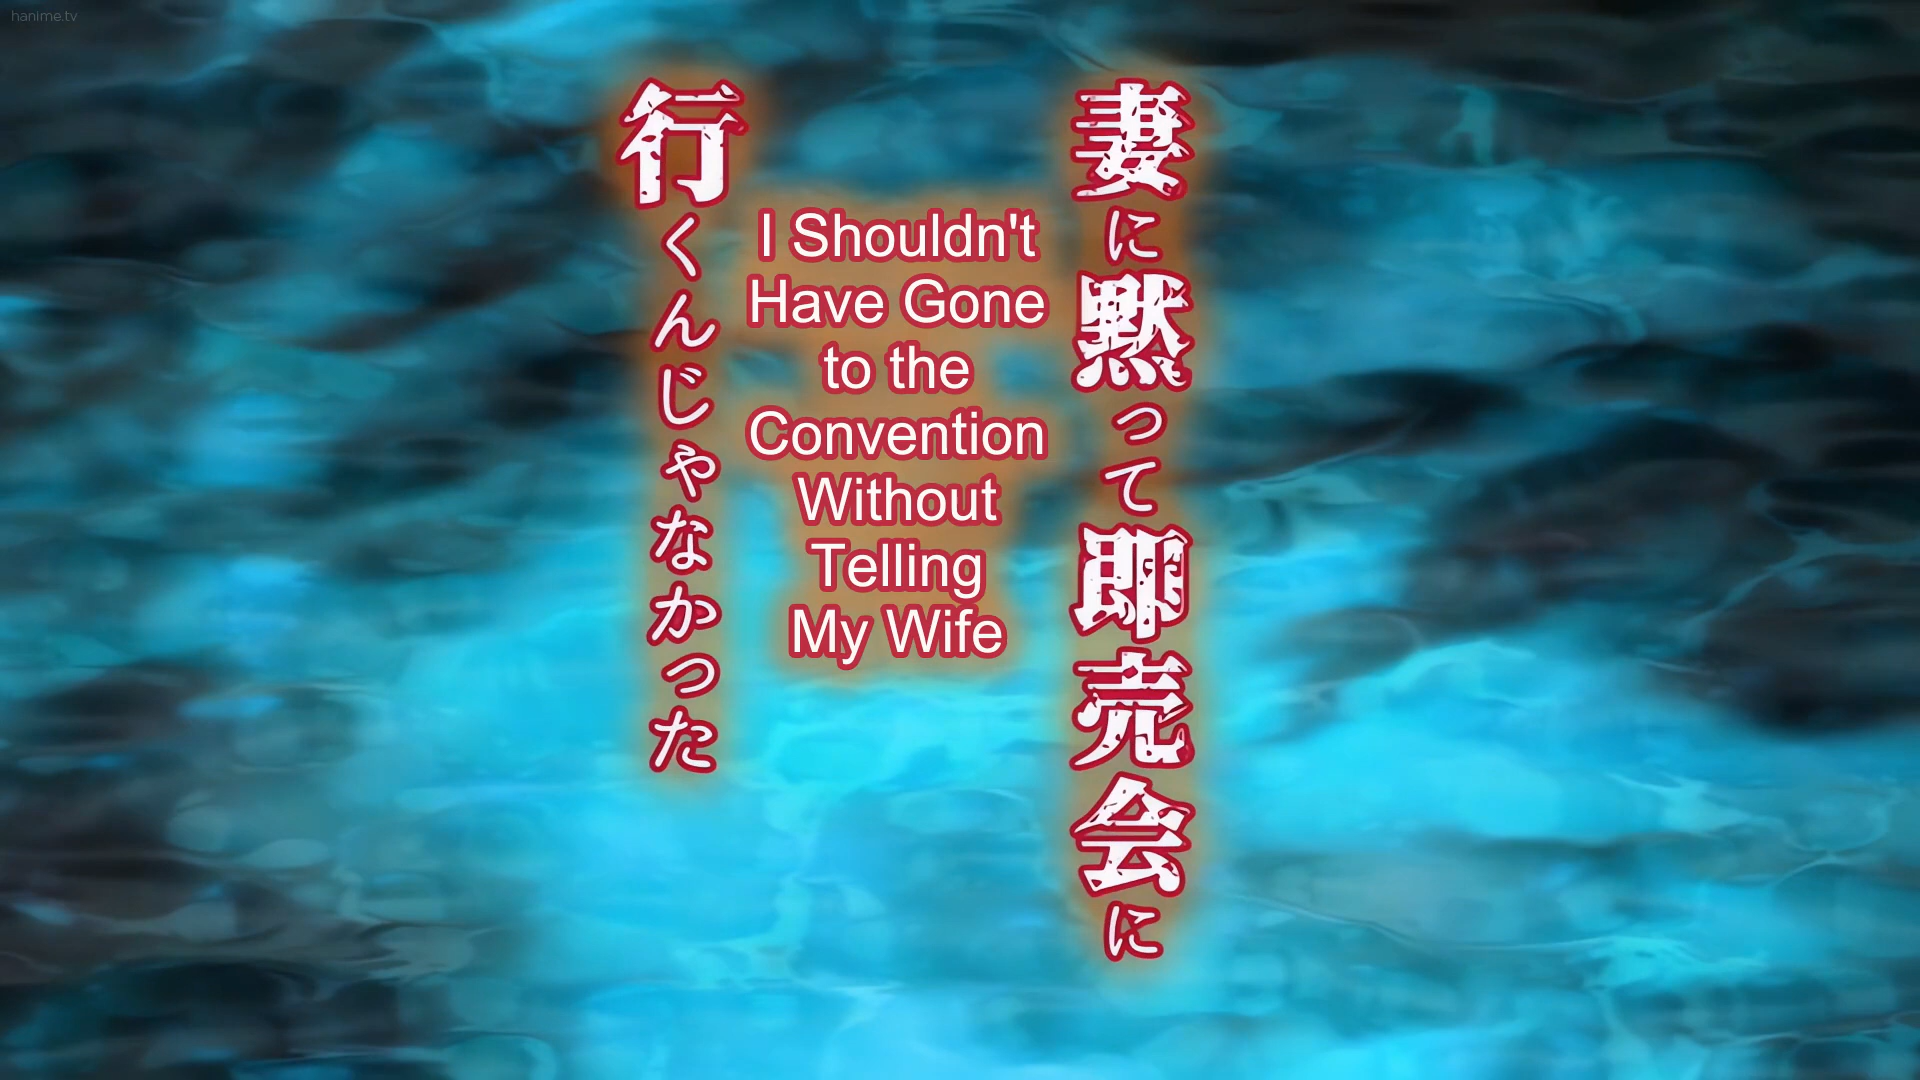 hanime.tv
妻に黙って即売会に
行くんじゃなかった
I Shouldn't
Have Gone
to the
Convention
Without
Telling
My Wife